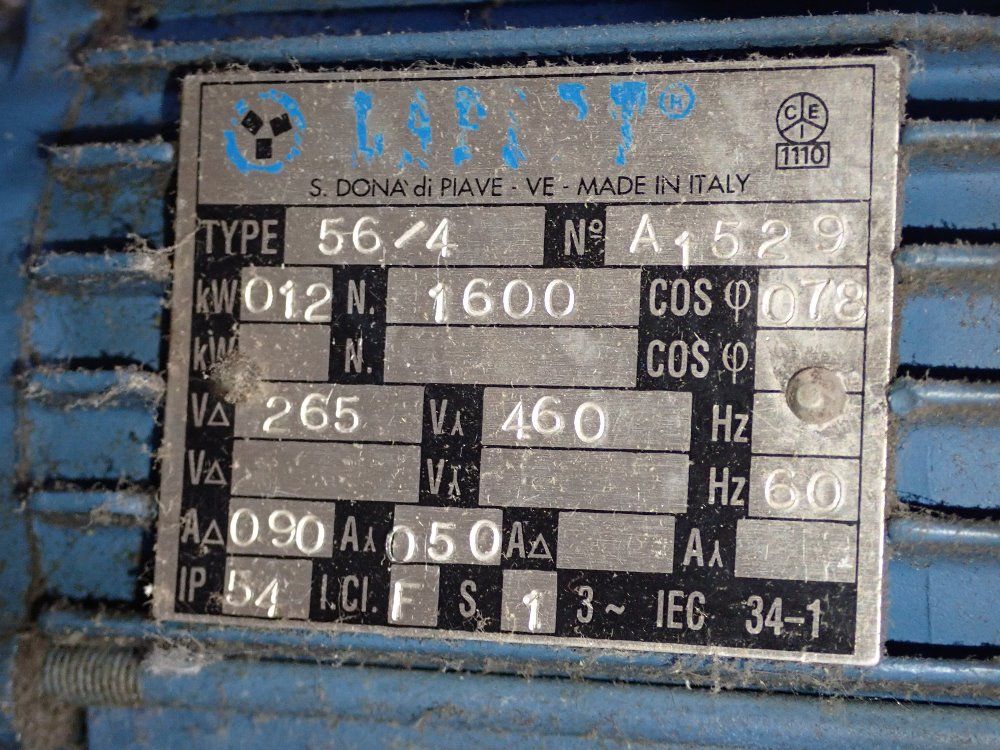 CEI
1110
S. DONA' di PIAVE - VE - MADE IN ITALY
TYPE 56/4 Nº A1529
kW 012 N. 1600 COS φ 078
kW N. COS φ
V△ 265 V⅄ 460 Hz
V△ V⅄ Hz 60
A△ 090 A⅄ 050 A△ A⅄
IP 54 I.Cl. F S 1 3~ IEC 34-1